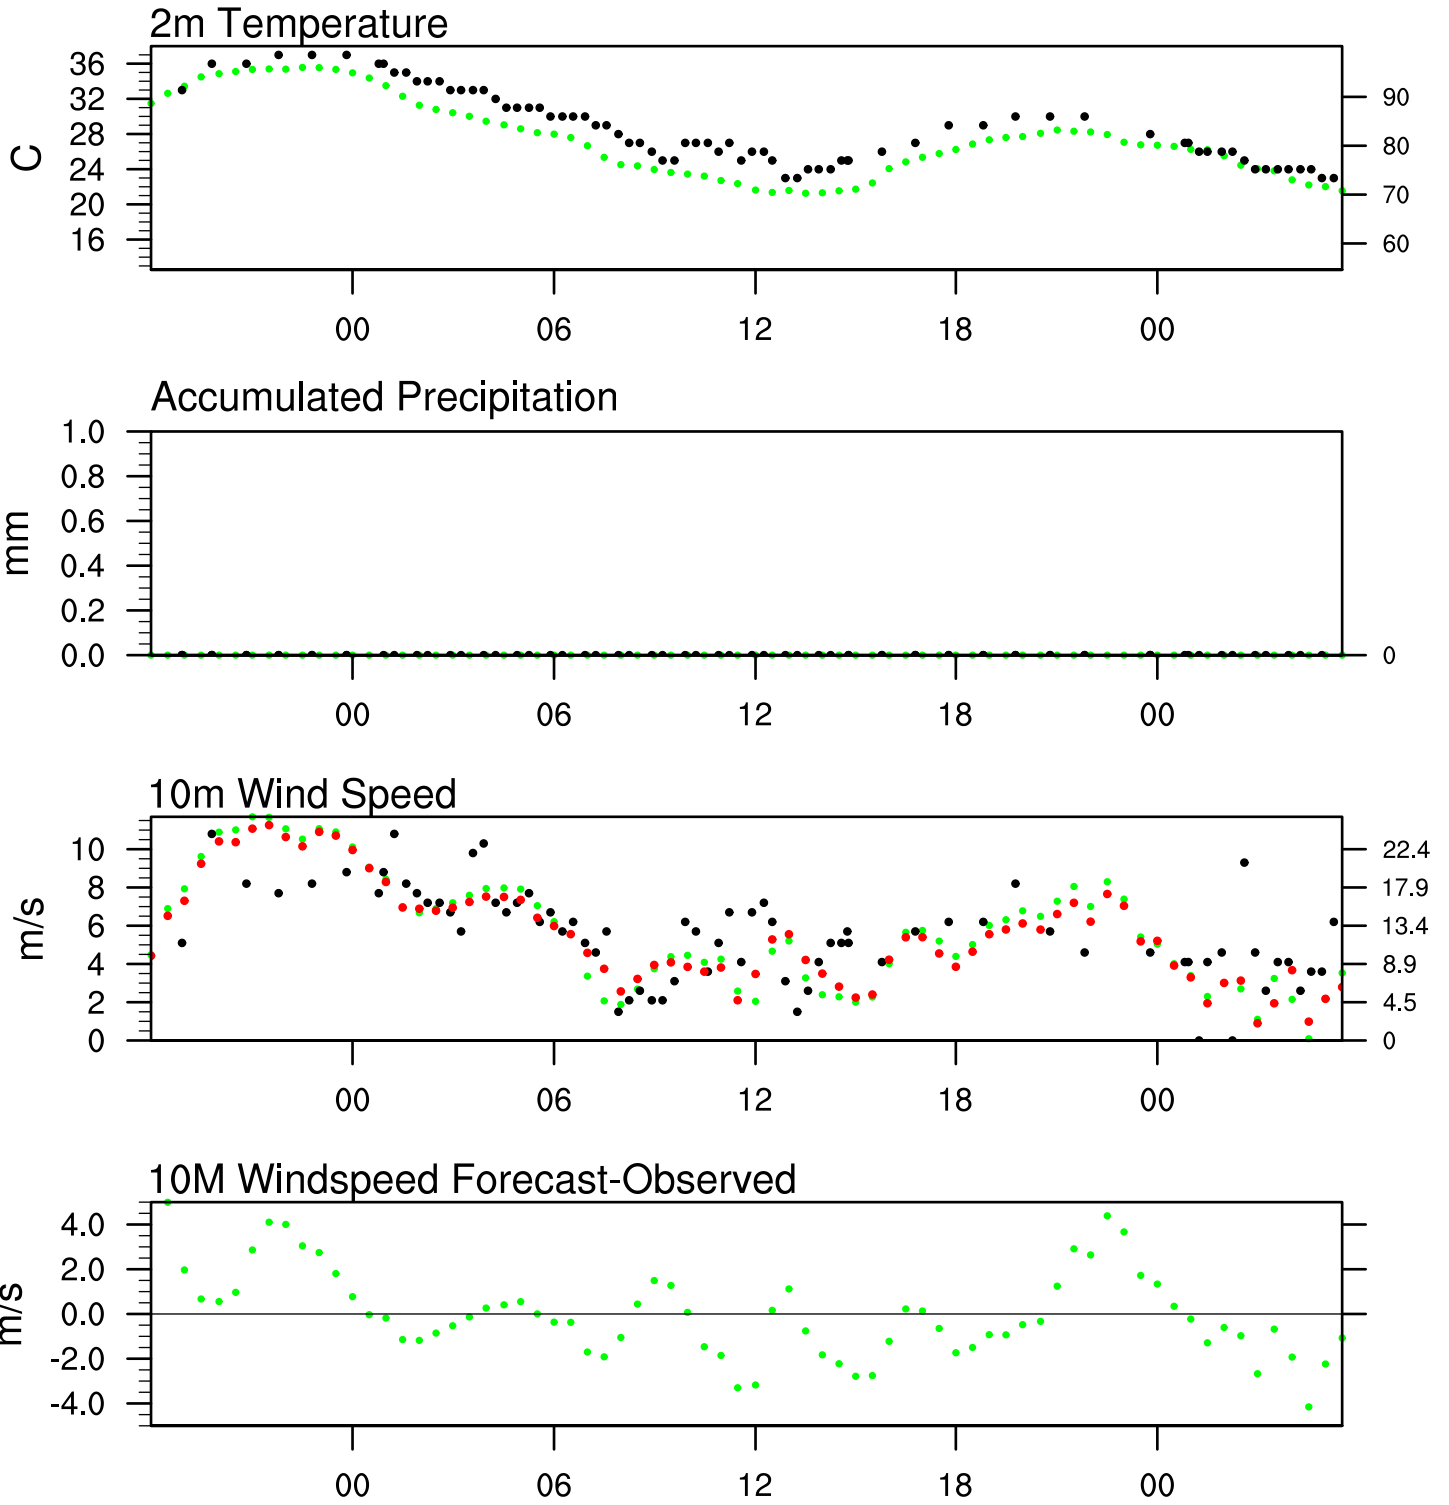 2m Temperature
36
32
28
24
20
16
C
90
80
70
60
00 06 12 18 00
Accumulated Precipitation
1.0
0.8
0.6
0.4
0.2
0.0
mm
0
00 06 12 18 00
10m Wind Speed
10
8
6
4
2
0
m/s
22.4
17.9
13.4
8.9
4.5
0
00 06 12 18 00
10M Windspeed Forecast-Observed
4.0
2.0
0.0
-2.0
-4.0
m/s
00 06 12 18 00